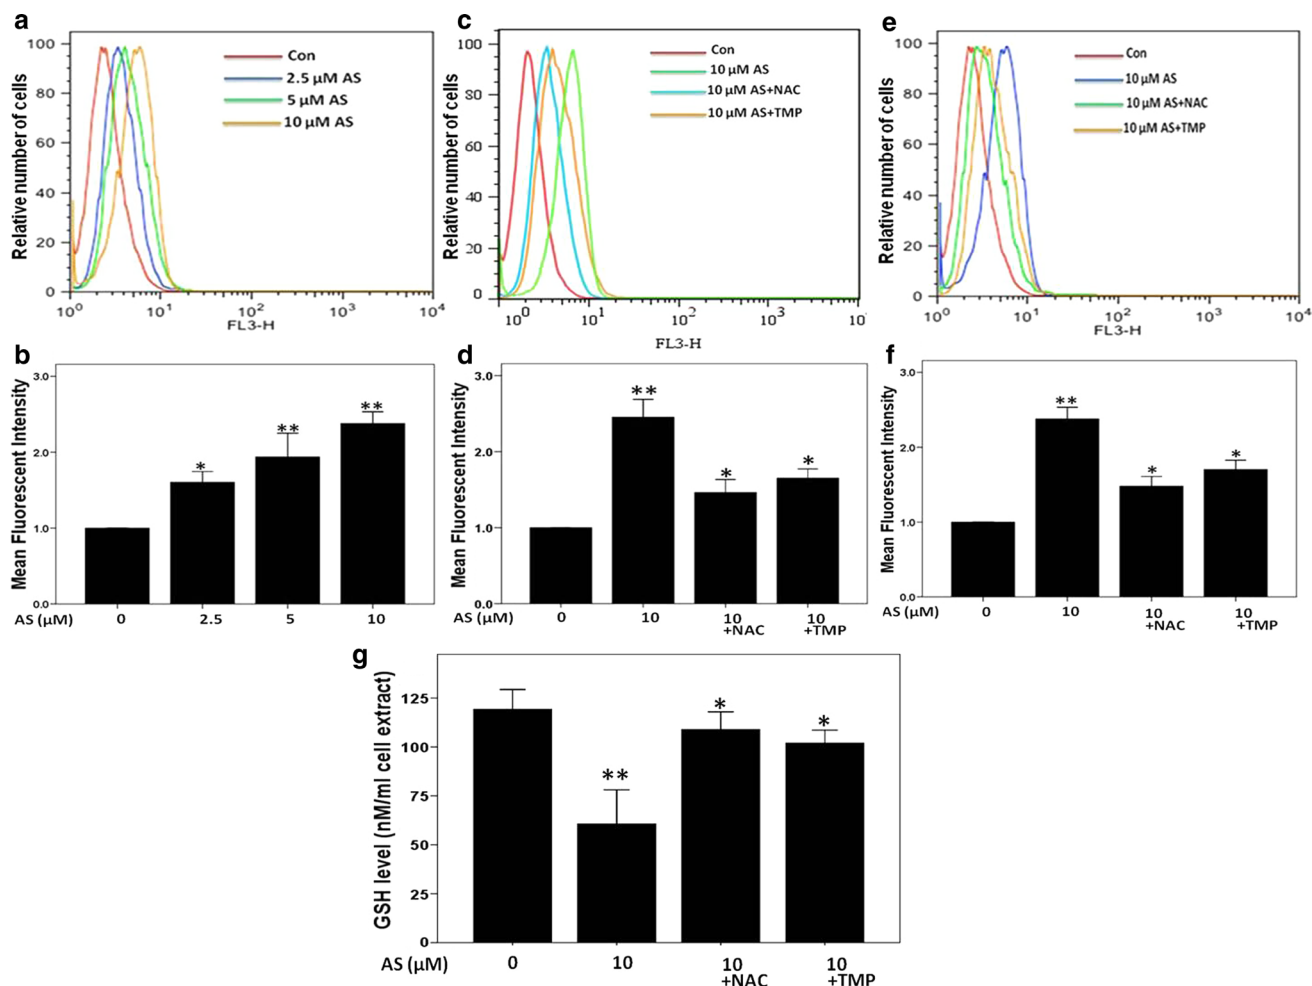 a
100
80
60
40
20
0
Relative number of cells
Con
2.5 µM AS
5 µM AS
10 µM AS
10⁰ 10¹ 10² 10³ 10⁴
FL3-H
c
100
80
60
40
20
0
Relative number of cells
Con
10 µM AS
10 µM AS+NAC
10 µM AS+TMP
10⁰ 10¹ 10² 10³ 10
FL3-H
e
100
80
60
40
20
0
Relative number of cells
Con
10 µM AS
10 µM AS+NAC
10 µM AS+TMP
10⁰ 10¹ 10² 10³ 10⁴
FL3-H
b
Mean Fluorescent Intensity
3.0
2.0
1.0
0.0
* ** **
AS (µM) 0 2.5 5 10
d
Mean Fluorescent Intensity
3.0
2.0
1.0
0.0
** * *
AS (µM) 0 10 10 10
+NAC +TMP
f
Mean Fluorescent Intensity
3.0
2.0
1.0
0.0
** * *
AS (µM) 0 10 10 10
+NAC +TMP
g
GSH level (nM/ml cell extract)
125
100
75
50
25
0
** * *
AS (µM) 0 10 10 10
+NAC +TMP